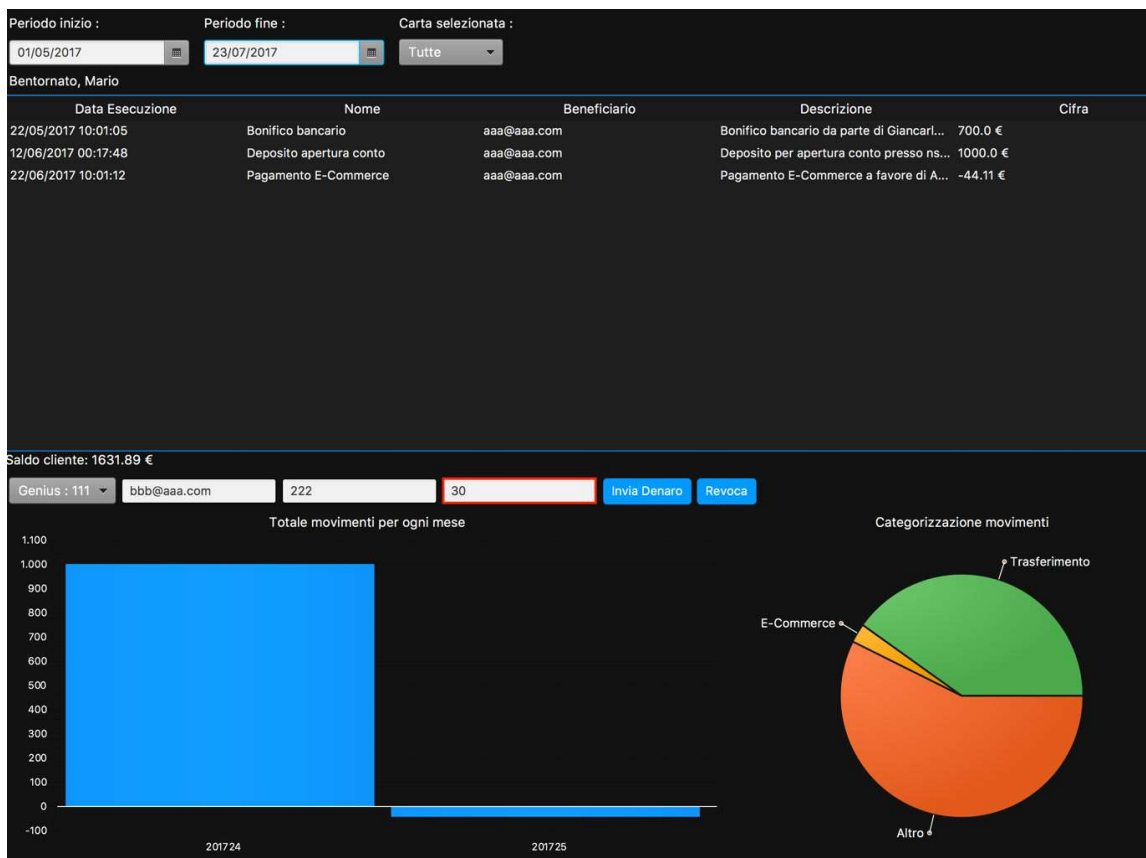 Periodo inizio : Periodo fine : Carta selezionata :
01/05/2017 23/07/2017 Tutte
Bentornato, Mario
Data Esecuzione Nome Beneficiario Descrizione Cifra
22/05/2017 10:01:05 Bonifico bancario aaa@aaa.com Bonifico bancario da parte di Giancarl... 700.0 €
12/06/2017 00:17:48 Deposito apertura conto aaa@aaa.com Deposito per apertura conto presso ns... 1000.0 €
22/06/2017 10:01:12 Pagamento E-Commerce aaa@aaa.com Pagamento E-Commerce a favore di A... -44.11 €
Saldo cliente: 1631.89 €
Genius : 111 bbb@aaa.com 222 30 Invia Denaro Revoca
Totale movimenti per ogni mese
1.100
1.000
900
800
700
600
500
400
300
200
100
0
-100
201724 201725
Categorizzazione movimenti
Trasferimento
E-Commerce
Altro